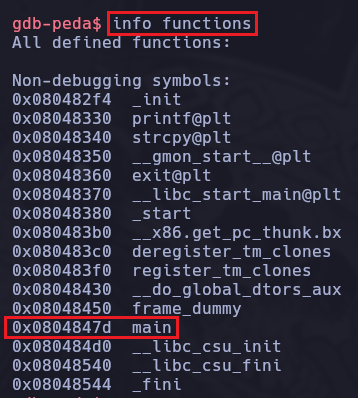 gdb-peda$ info functions
All defined functions:
Non-debugging symbols:
0x080482f4 _init
0x08048330 printf@plt
0x08048340 strcpy@plt
0x08048350 __gmon_start__@plt
0x08048360 exit@plt
0x08048370 __libc_start_main@plt
0x08048380 _start
0x080483b0 __x86.get_pc_thunk.bx
0x080483c0 deregister_tm_clones
0x080483f0 register_tm_clones
0x08048430 __do_global_dtors_aux
0x08048450 frame_dummy
0x0804847d main
0x080484d0 __libc_csu_init
0x08048540 __libc_csu_fini
0x08048544 _fini